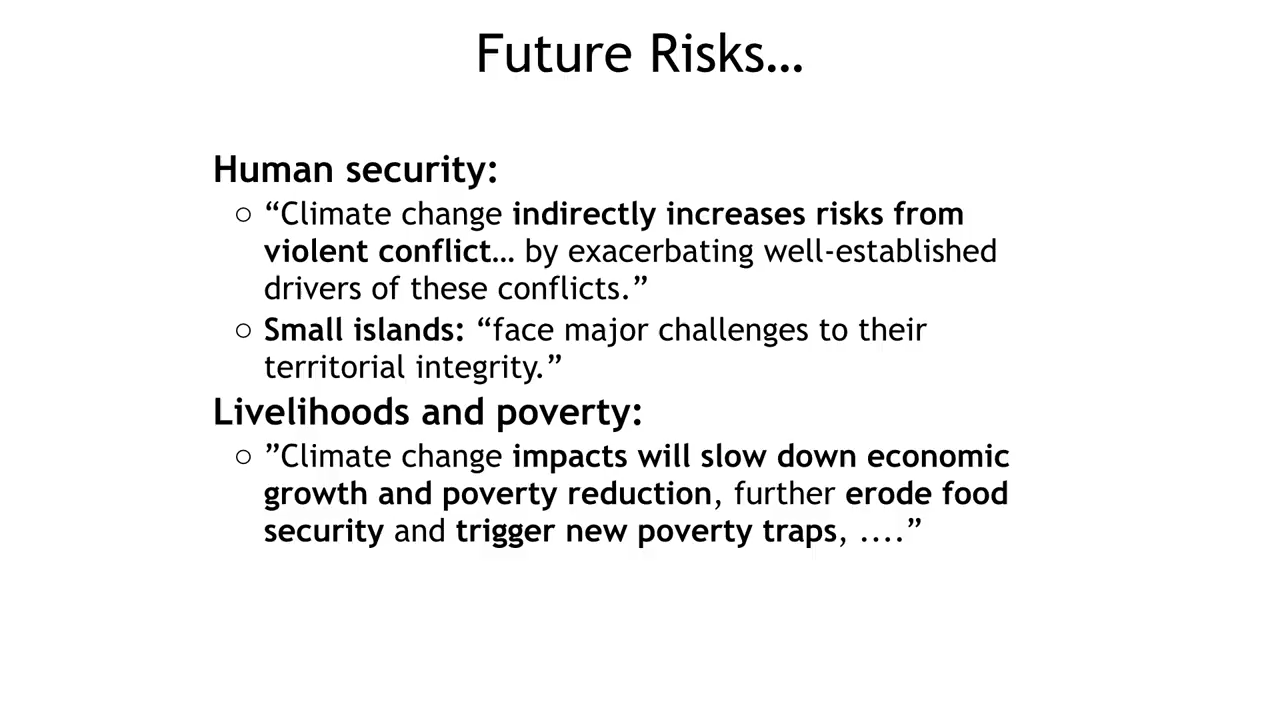 Future Risks…
Human security:
○ “Climate change indirectly increases risks from
violent conflict… by exacerbating well-established
drivers of these conflicts.”
○ Small islands: “face major challenges to their
territorial integrity.”
Livelihoods and poverty:
○ ”Climate change impacts will slow down economic
growth and poverty reduction, further erode food
security and trigger new poverty traps, ....”